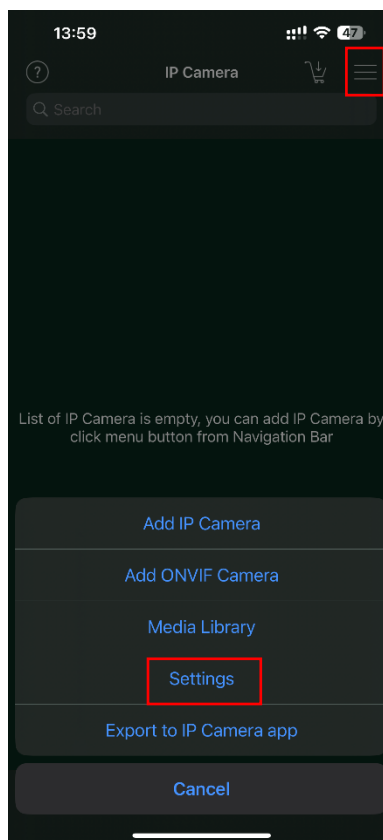 13:59
47
?
IP Camera
Search
List of IP Camera is empty, you can add IP Camera by
click menu button from Navigation Bar
Add IP Camera
Add ONVIF Camera
Media Library
Settings
Export to IP Camera app
Cancel